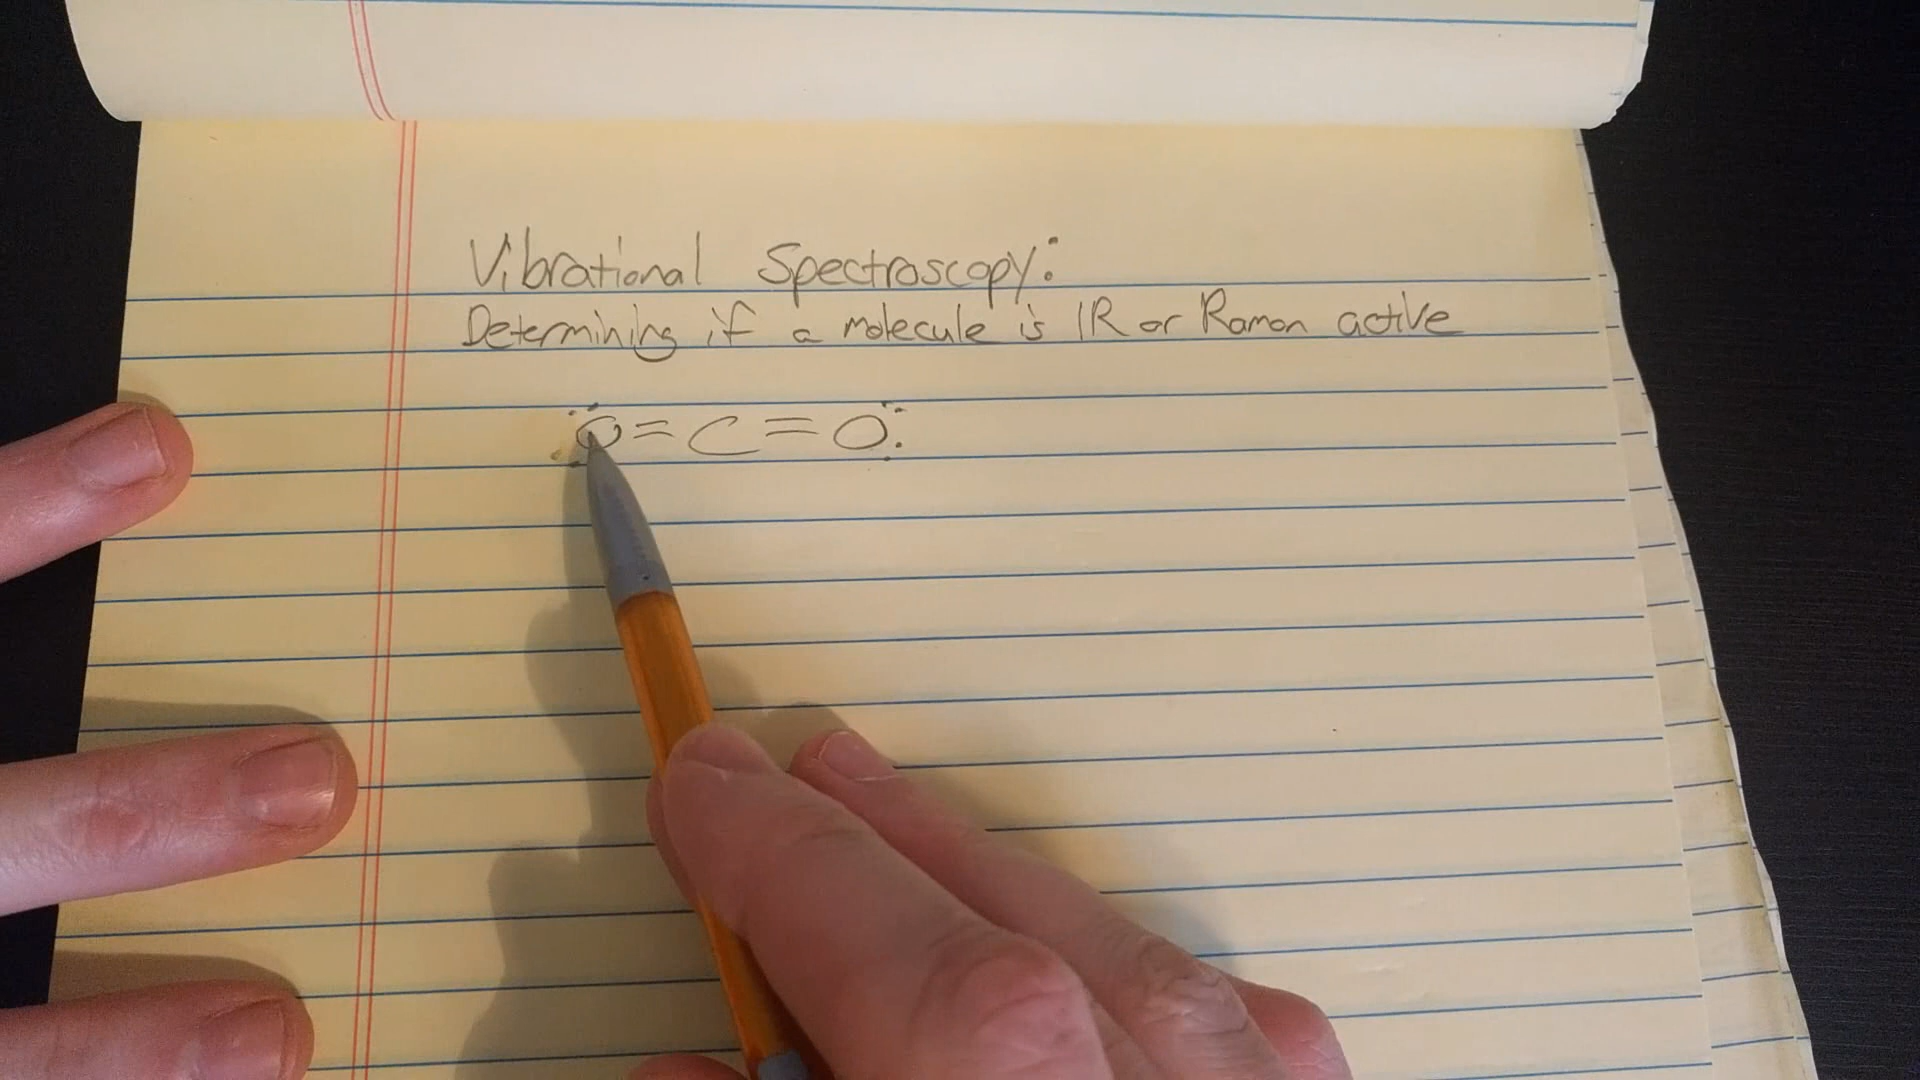 Vibrational Spectroscopy:
Determining if a molecule is IR or Raman active
O=C=O